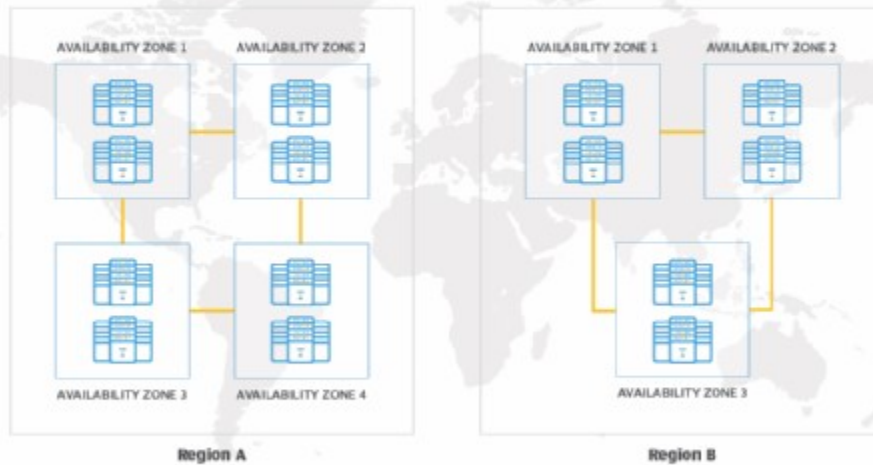 AVAILABILITY ZONE 1
AVAILABILITY ZONE 2
AVAILABILITY ZONE 3
AVAILABILITY ZONE 4
Region A
AVAILABILITY ZONE 1
AVAILABILITY ZONE 2
AVAILABILITY ZONE 3
Region B